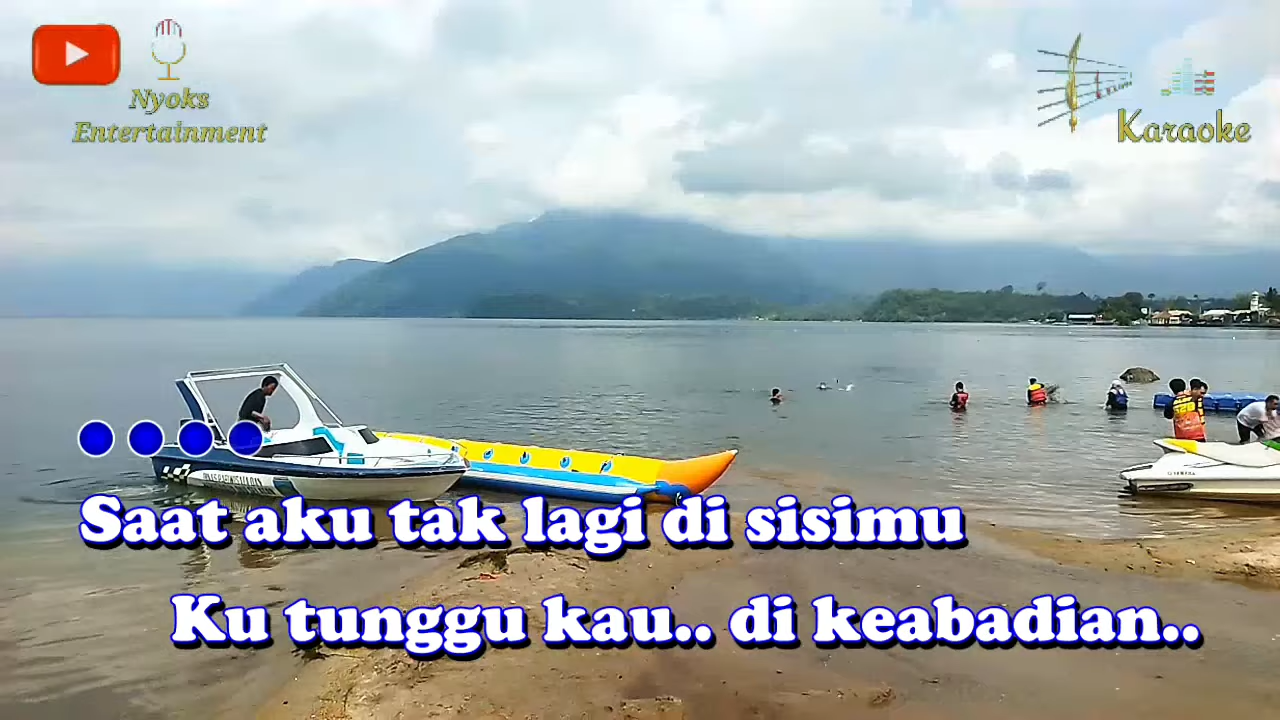 Nyoks
Entertainment
Karaoke
Saat aku tak lagi di sisimu
Ku tunggu kau.. di keabadian..